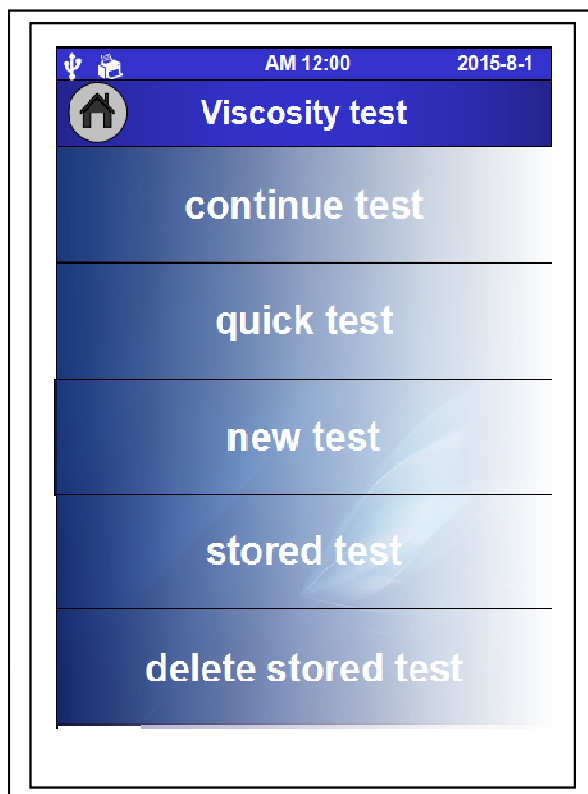 AM 12:00 2015-8-1
Viscosity test
continue test
quick test
new test
stored test
delete stored test